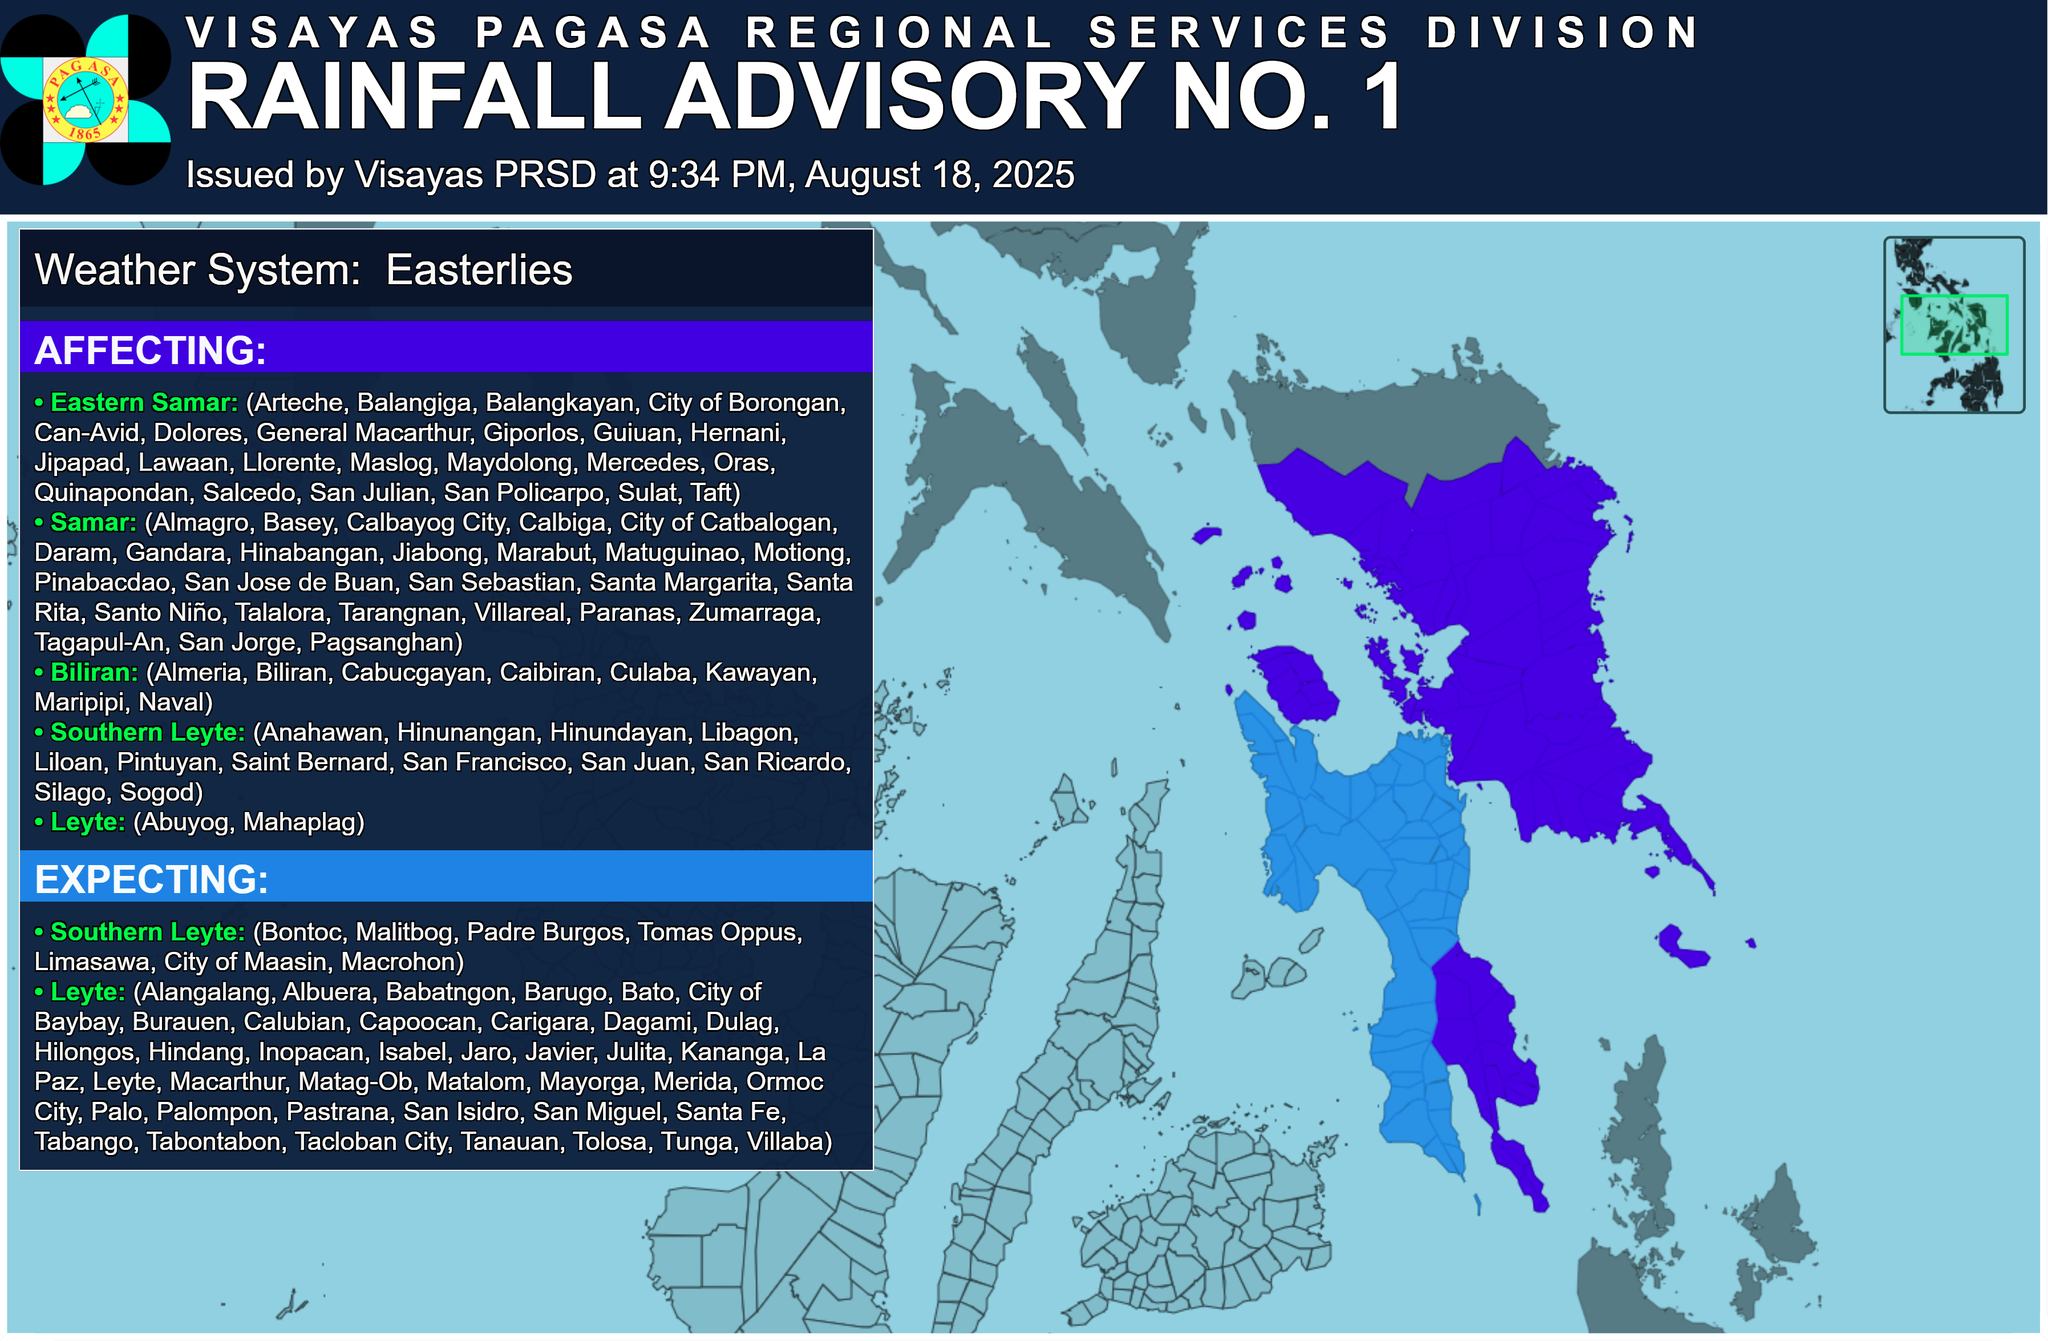 VISAYAS PAGASA REGIONAL SERVICES DIVISION
RAINFALL ADVISORY NO. 1
Issued by Visayas PRSD at 9:34 PM, August 18, 2025
PAGASA
1865
Weather System: Easterlies
AFFECTING:
• Eastern Samar: (Arteche, Balangiga, Balangkayan, City of Borongan,
Can-Avid, Dolores, General Macarthur, Giporlos, Guiuan, Hernani,
Jipapad, Lawaan, Llorente, Maslog, Maydolong, Mercedes, Oras,
Quinapondan, Salcedo, San Julian, San Policarpo, Sulat, Taft)
• Samar: (Almagro, Basey, Calbayog City, Calbiga, City of Catbalogan,
Daram, Gandara, Hinabangan, Jiabong, Marabut, Matuguinao, Motiong,
Pinabacdao, San Jose de Buan, San Sebastian, Santa Margarita, Santa
Rita, Santo Niño, Talalora, Tarangnan, Villareal, Paranas, Zumarraga,
Tagapul-An, San Jorge, Pagsanghan)
• Biliran: (Almeria, Biliran, Cabucgayan, Caibiran, Culaba, Kawayan,
Maripipi, Naval)
• Southern Leyte: (Anahawan, Hinunangan, Hinundayan, Libagon,
Liloan, Pintuyan, Saint Bernard, San Francisco, San Juan, San Ricardo,
Silago, Sogod)
• Leyte: (Abuyog, Mahaplag)
EXPECTING:
• Southern Leyte: (Bontoc, Malitbog, Padre Burgos, Tomas Oppus,
Limasawa, City of Maasin, Macrohon)
• Leyte: (Alangalang, Albuera, Babatngon, Barugo, Bato, City of
Baybay, Burauen, Calubian, Capoocan, Carigara, Dagami, Dulag,
Hilongos, Hindang, Inopacan, Isabel, Jaro, Javier, Julita, Kananga, La
Paz, Leyte, Macarthur, Matag-Ob, Matalom, Mayorga, Merida, Ormoc
City, Palo, Palompon, Pastrana, San Isidro, San Miguel, Santa Fe,
Tabango, Tabontabon, Tacloban City, Tanauan, Tolosa, Tunga, Villaba)